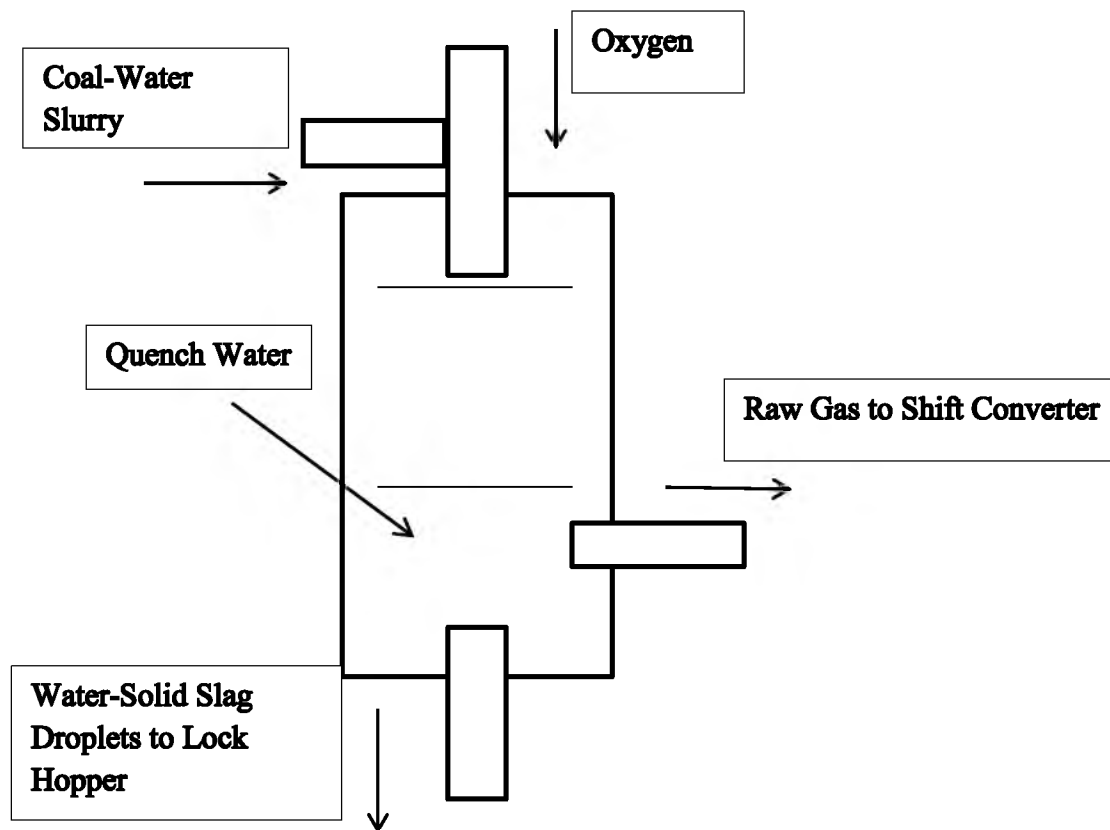 Oxygen
Coal-Water
Slurry
Quench Water
Raw Gas to Shift Converter
Water-Solid Slag
Droplets to Lock
Hopper